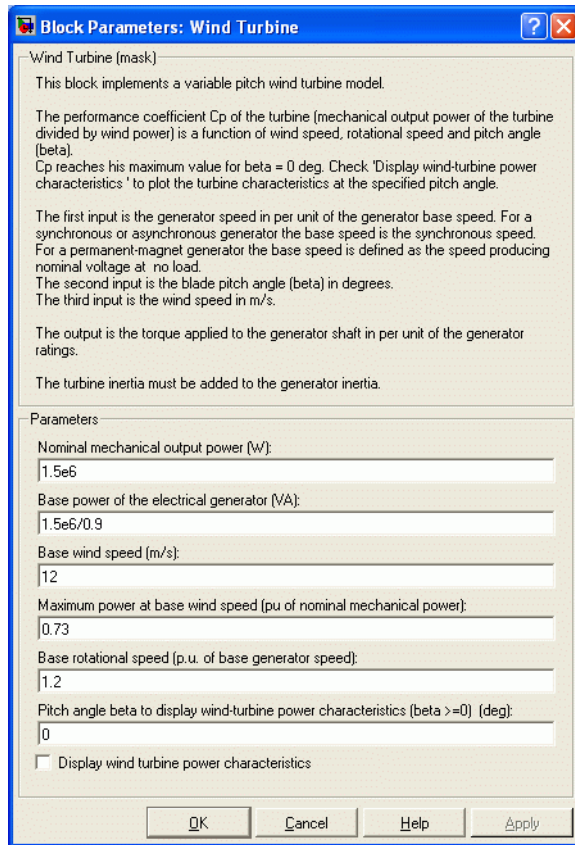 Block Parameters: Wind Turbine
Wind Turbine (mask)
This block implements a variable pitch wind turbine model.
The performance coefficient Cp of the turbine (mechanical output power of the turbine
divided by wind power) is a function of wind speed, rotational speed and pitch angle
(beta).
Cp reaches his maximum value for beta = 0 deg. Check 'Display wind-turbine power
characteristics ' to plot the turbine characteristics at the specified pitch angle.
The first input is the generator speed in per unit of the generator base speed. For a
synchronous or asynchronous generator the base speed is the synchronous speed.
For a permanent-magnet generator the base speed is defined as the speed producing
nominal voltage at no load.
The second input is the blade pitch angle (beta) in degrees.
The third input is the wind speed in m/s.
The output is the torque applied to the generator shaft in per unit of the generator
ratings.
The turbine inertia must be added to the generator inertia.
Parameters
Nominal mechanical output power (W):
1.5e6
Base power of the electrical generator (VA):
1.5e6/0.9
Base wind speed (m/s):
12
Maximum power at base wind speed (pu of nominal mechanical power):
0.73
Base rotational speed (p.u. of base generator speed):
1.2
Pitch angle beta to display wind-turbine power characteristics (beta >=0) (deg):
0
Display wind turbine power characteristics
OK Cancel Help Apply